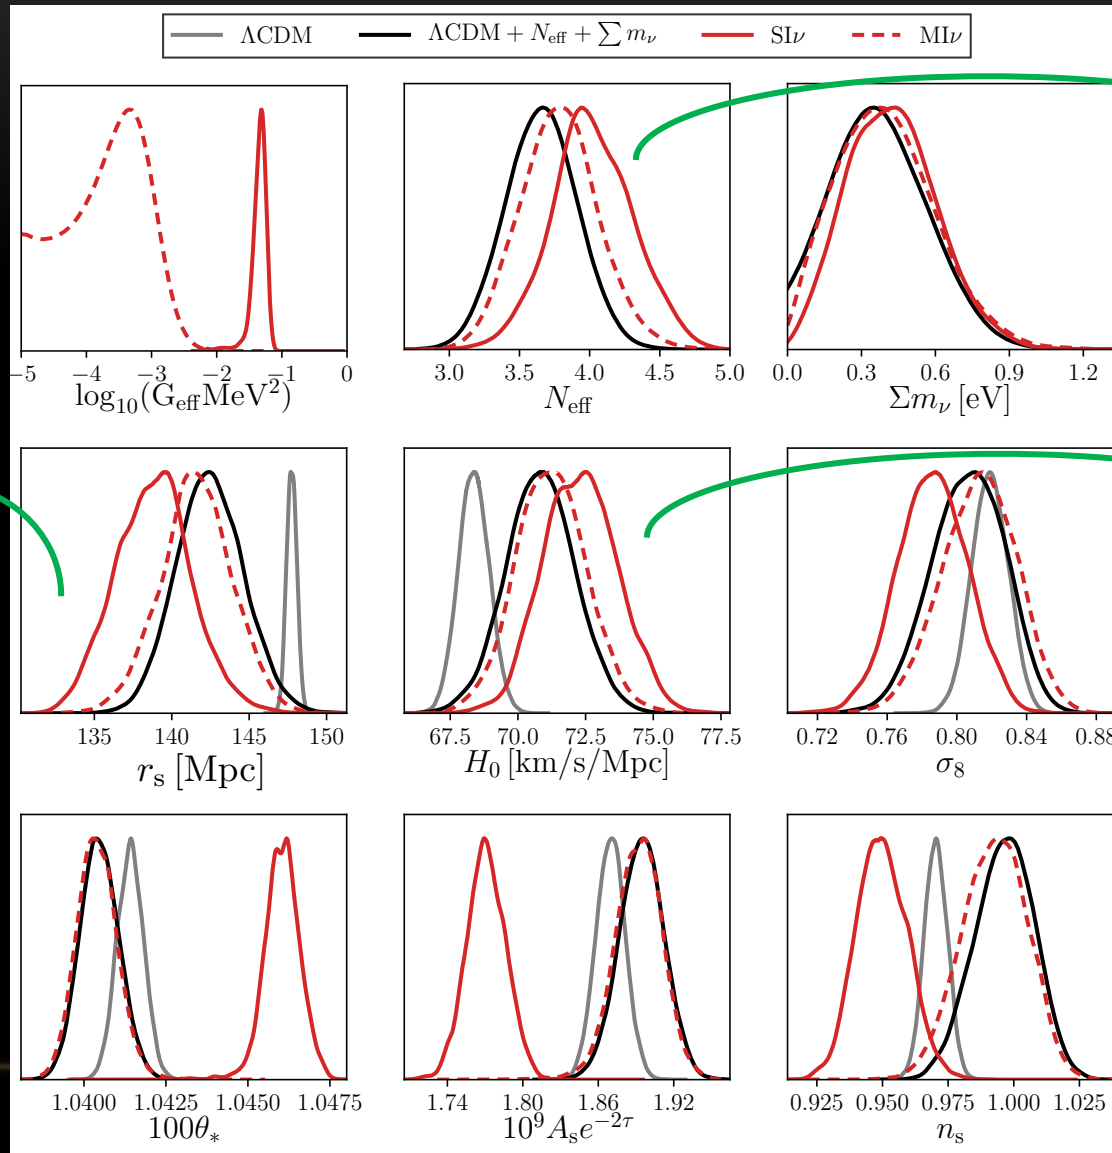 ΛCDM ΛCDM + N_eff + ∑ m_ν SIν MIν
−5 −4 −3 −2 −1 0
log₁₀(G_eff MeV²)
3.0 3.5 4.0 4.5 5.0
N_eff
0.0 0.3 0.6 0.9 1.2
Σm_ν [eV]
135 140 145 150
r_s [Mpc]
67.5 70.0 72.5 75.0 77.5
H₀ [km/s/Mpc]
0.72 0.76 0.80 0.84 0.88
σ₈
1.0400 1.0425 1.0450 1.0475
100θ_*
1.74 1.80 1.86 1.92
10⁹A_s e^{−2τ}
0.925 0.950 0.975 1.000 1.025
n_s